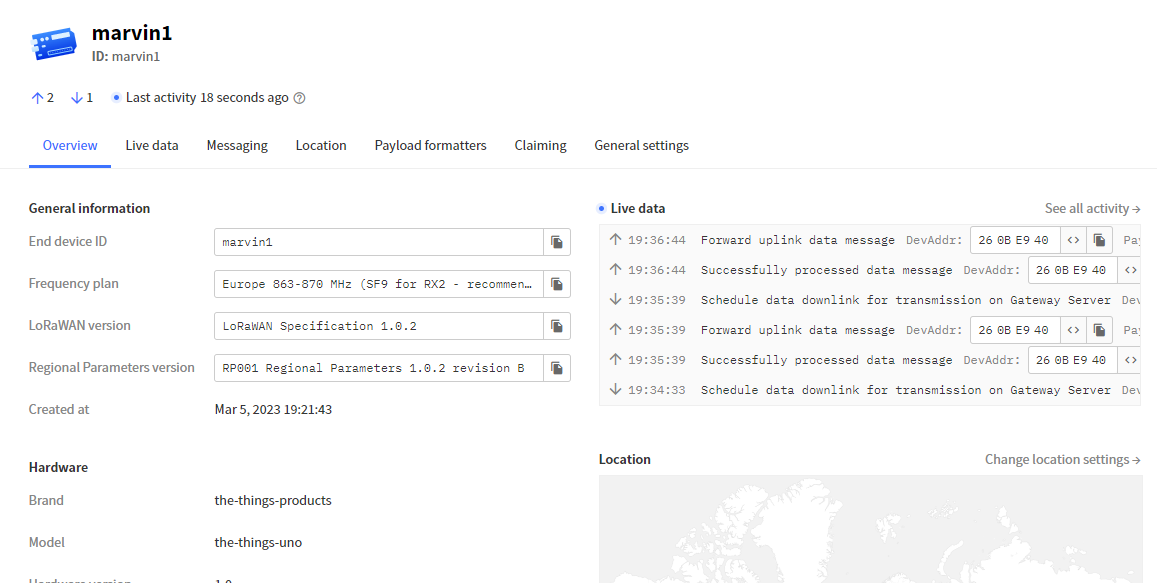 marvin1
ID: marvin1
2 1 Last activity 18 seconds ago
Overview Live data Messaging Location Payload formatters Claiming General settings
General information
End device ID marvin1
Frequency plan Europe 863-870 MHz (SF9 for RX2 - recommen…
LoRaWAN version LoRaWAN Specification 1.0.2
Regional Parameters version RP001 Regional Parameters 1.0.2 revision B
Created at Mar 5, 2023 19:21:43
Hardware
Brand the-things-products
Model the-things-uno
Hardware version 1.0
Live data See all activity →
19:36:44 Forward uplink data message DevAddr: 26 0B E9 40 <> Pay
19:36:44 Successfully processed data message DevAddr: 26 0B E9 40 <>
19:35:39 Schedule data downlink for transmission on Gateway Server Dev
19:35:39 Forward uplink data message DevAddr: 26 0B E9 40 <> Pay
19:35:39 Successfully processed data message DevAddr: 26 0B E9 40 <>
19:34:33 Schedule data downlink for transmission on Gateway Server Dev
Location Change location settings →